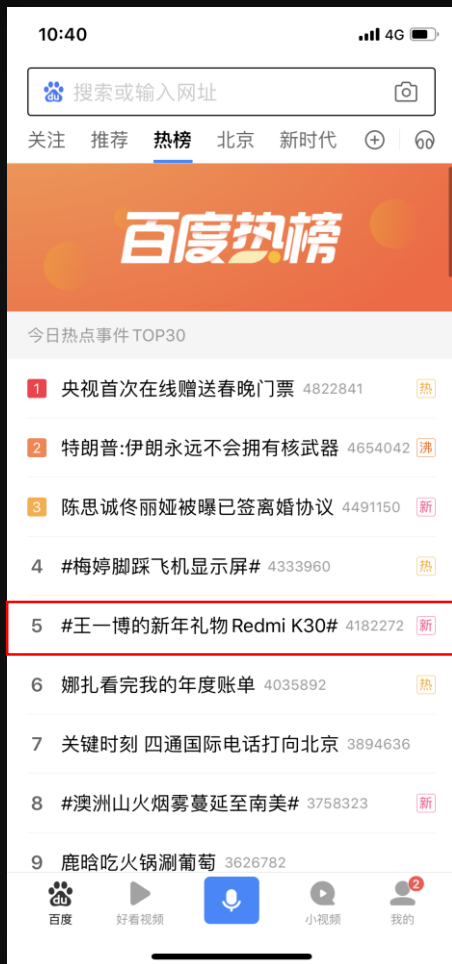 10:40 4G
du 搜索或输入网址
关注 推荐 热榜 北京 新时代
百度热榜
今日热点事件TOP30
1 央视首次在线赠送春晚门票 4822841 热
2 特朗普:伊朗永远不会拥有核武器 4654042 沸
3 陈思诚佟丽娅被曝已签离婚协议 4491150 新
4 #梅婷脚踩飞机显示屏# 4333960 热
5 #王一博的新年礼物Redmi K30# 4182272 新
6 娜扎看完我的年度账单 4035892 热
7 关键时刻 四通国际电话打向北京 3894636
8 #澳洲山火烟雾蔓延至南美# 3758323 新
9 鹿晗吃火锅涮葡萄 3626782
du 2
百度 好看视频 小视频 我的